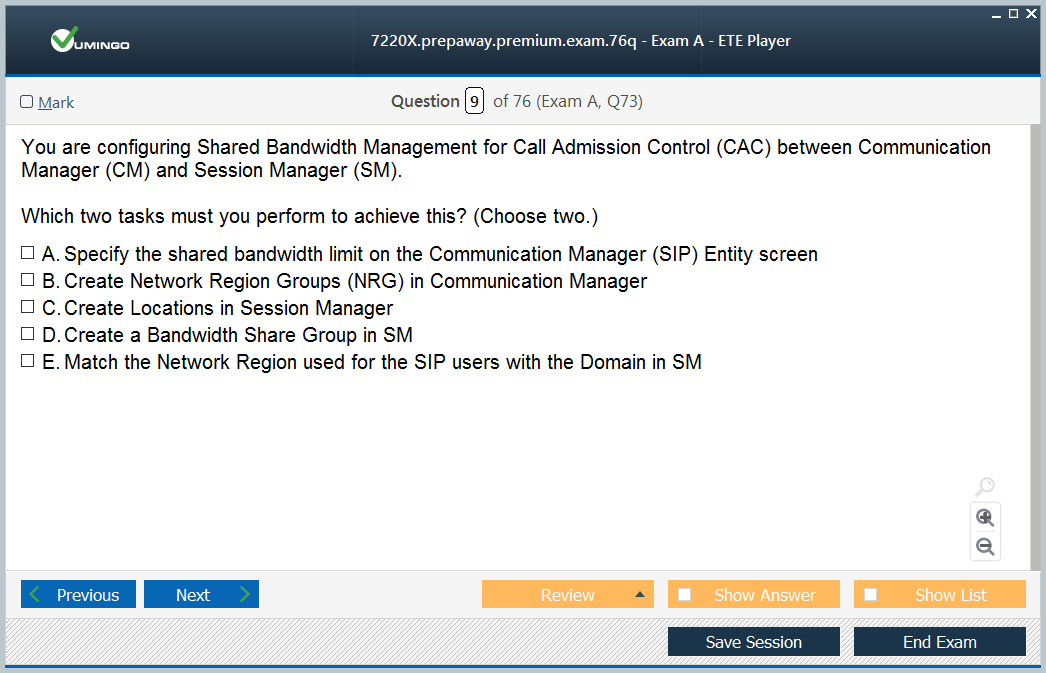 VUMINGO
7220X.prepaway.premium.exam.76q - Exam A - ETE Player
Mark
Question 9 of 76 (Exam A, Q73)
You are configuring Shared Bandwidth Management for Call Admission Control (CAC) between Communication
Manager (CM) and Session Manager (SM).
Which two tasks must you perform to achieve this? (Choose two.)
A. Specify the shared bandwidth limit on the Communication Manager (SIP) Entity screen
B. Create Network Region Groups (NRG) in Communication Manager
C. Create Locations in Session Manager
D. Create a Bandwidth Share Group in SM
E. Match the Network Region used for the SIP users with the Domain in SM
Previous
Next
Review
Show Answer
Show List
Save Session
End Exam